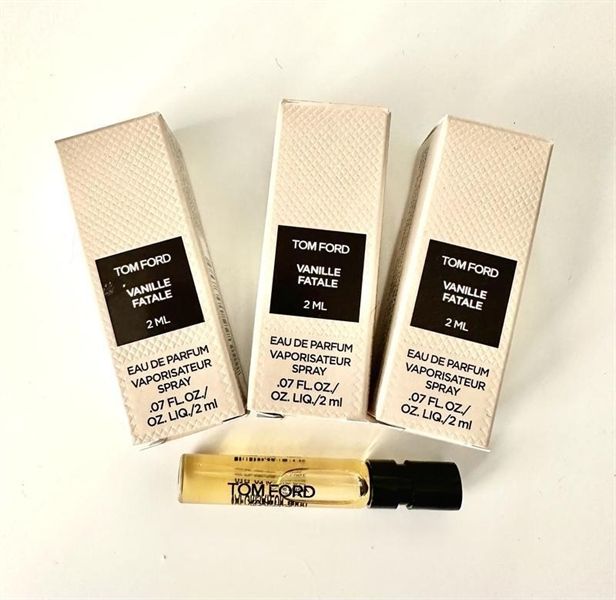 TOM FORD
VANILLE
FATALE
2 ML
EAU DE PARFUM
VAPORISATEUR
SPRAY
.07 FL.OZ./
OZ. LIQ./2 ml
TOM FORD
VANILLE
FATALE
2 ML
EAU DE PARFUM
VAPORISATEUR
SPRAY
.07 FL.OZ./
OZ. LIQ./2 ml
TOM FORD
VANILLE
FATALE
2 ML
EAU DE PARFUM
VAPORISATEUR
SPRAY
.07 FL.OZ./
OZ. LIQ./2 ml
TOM FORD